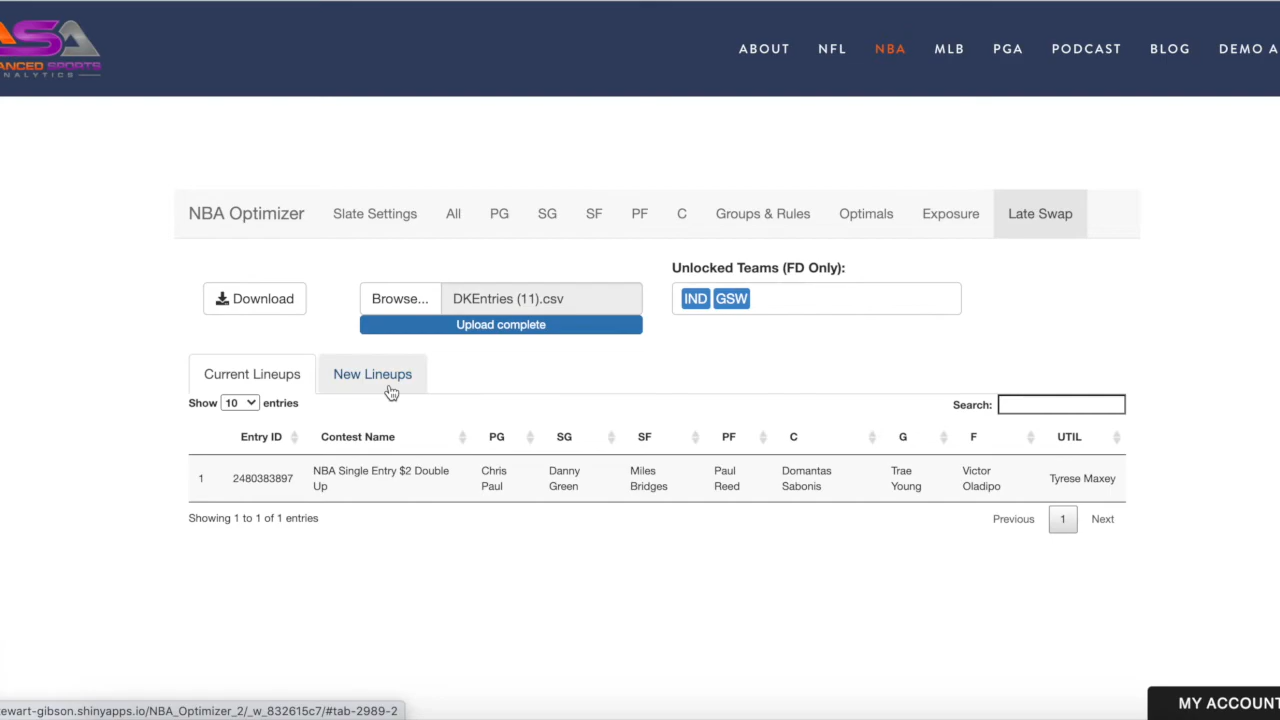 ASA
ANCED SPORTS
NALYTICS
ABOUT NFL NBA MLB PGA PODCAST BLOG DEMO A
NBA Optimizer Slate Settings All PG SG SF PF C Groups & Rules Optimals Exposure Late Swap
Unlocked Teams (FD Only):
Download Browse... DKEntries (11).csv IND GSW
Upload complete
Current Lineups New Lineups
Show 10 entries Search:
Entry ID Contest Name PG SG SF PF C G F UTIL
1 2480383897 NBA Single Entry $2 Double Up Chris Paul Danny Green Miles Bridges Paul Reed Domantas Sabonis Trae Young Victor Oladipo Tyrese Maxey
Showing 1 to 1 of 1 entries Previous 1 Next
tewart-gibson.shinyapps.io/NBA_Optimizer_2/_w_832615c7/#tab-2989-2
MY ACCOUNT